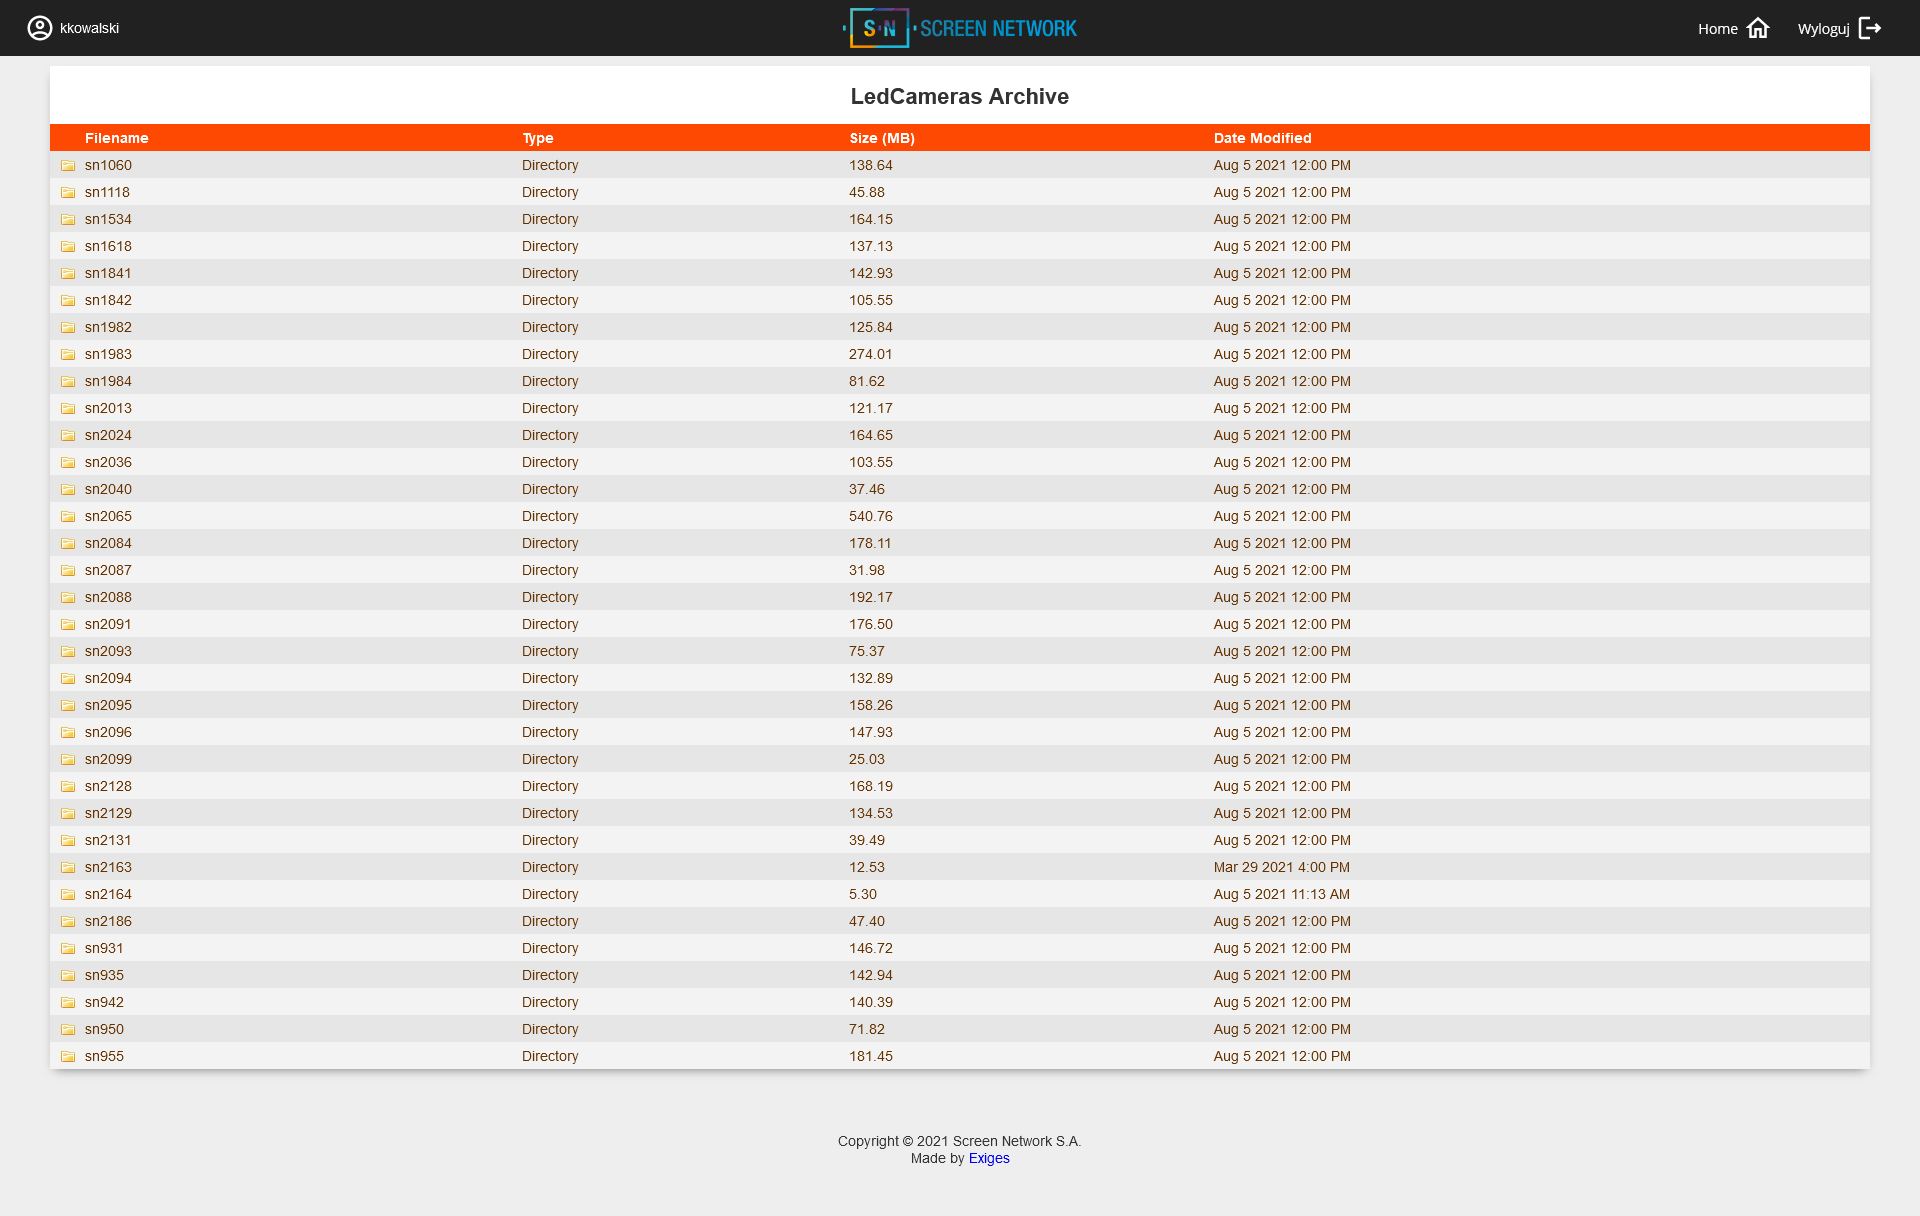 kkowalski
S·N SCREEN NETWORK
Home
Wyloguj
LedCameras Archive
Filename Type Size (MB) Date Modified
sn1060 Directory 138.64 Aug 5 2021 12:00 PM
sn1118 Directory 45.88 Aug 5 2021 12:00 PM
sn1534 Directory 164.15 Aug 5 2021 12:00 PM
sn1618 Directory 137.13 Aug 5 2021 12:00 PM
sn1841 Directory 142.93 Aug 5 2021 12:00 PM
sn1842 Directory 105.55 Aug 5 2021 12:00 PM
sn1982 Directory 125.84 Aug 5 2021 12:00 PM
sn1983 Directory 274.01 Aug 5 2021 12:00 PM
sn1984 Directory 81.62 Aug 5 2021 12:00 PM
sn2013 Directory 121.17 Aug 5 2021 12:00 PM
sn2024 Directory 164.65 Aug 5 2021 12:00 PM
sn2036 Directory 103.55 Aug 5 2021 12:00 PM
sn2040 Directory 37.46 Aug 5 2021 12:00 PM
sn2065 Directory 540.76 Aug 5 2021 12:00 PM
sn2084 Directory 178.11 Aug 5 2021 12:00 PM
sn2087 Directory 31.98 Aug 5 2021 12:00 PM
sn2088 Directory 192.17 Aug 5 2021 12:00 PM
sn2091 Directory 176.50 Aug 5 2021 12:00 PM
sn2093 Directory 75.37 Aug 5 2021 12:00 PM
sn2094 Directory 132.89 Aug 5 2021 12:00 PM
sn2095 Directory 158.26 Aug 5 2021 12:00 PM
sn2096 Directory 147.93 Aug 5 2021 12:00 PM
sn2099 Directory 25.03 Aug 5 2021 12:00 PM
sn2128 Directory 168.19 Aug 5 2021 12:00 PM
sn2129 Directory 134.53 Aug 5 2021 12:00 PM
sn2131 Directory 39.49 Aug 5 2021 12:00 PM
sn2163 Directory 12.53 Mar 29 2021 4:00 PM
sn2164 Directory 5.30 Aug 5 2021 11:13 AM
sn2186 Directory 47.40 Aug 5 2021 12:00 PM
sn931 Directory 146.72 Aug 5 2021 12:00 PM
sn935 Directory 142.94 Aug 5 2021 12:00 PM
sn942 Directory 140.39 Aug 5 2021 12:00 PM
sn950 Directory 71.82 Aug 5 2021 12:00 PM
sn955 Directory 181.45 Aug 5 2021 12:00 PM
Copyright © 2021 Screen Network S.A.
Made by Exiges